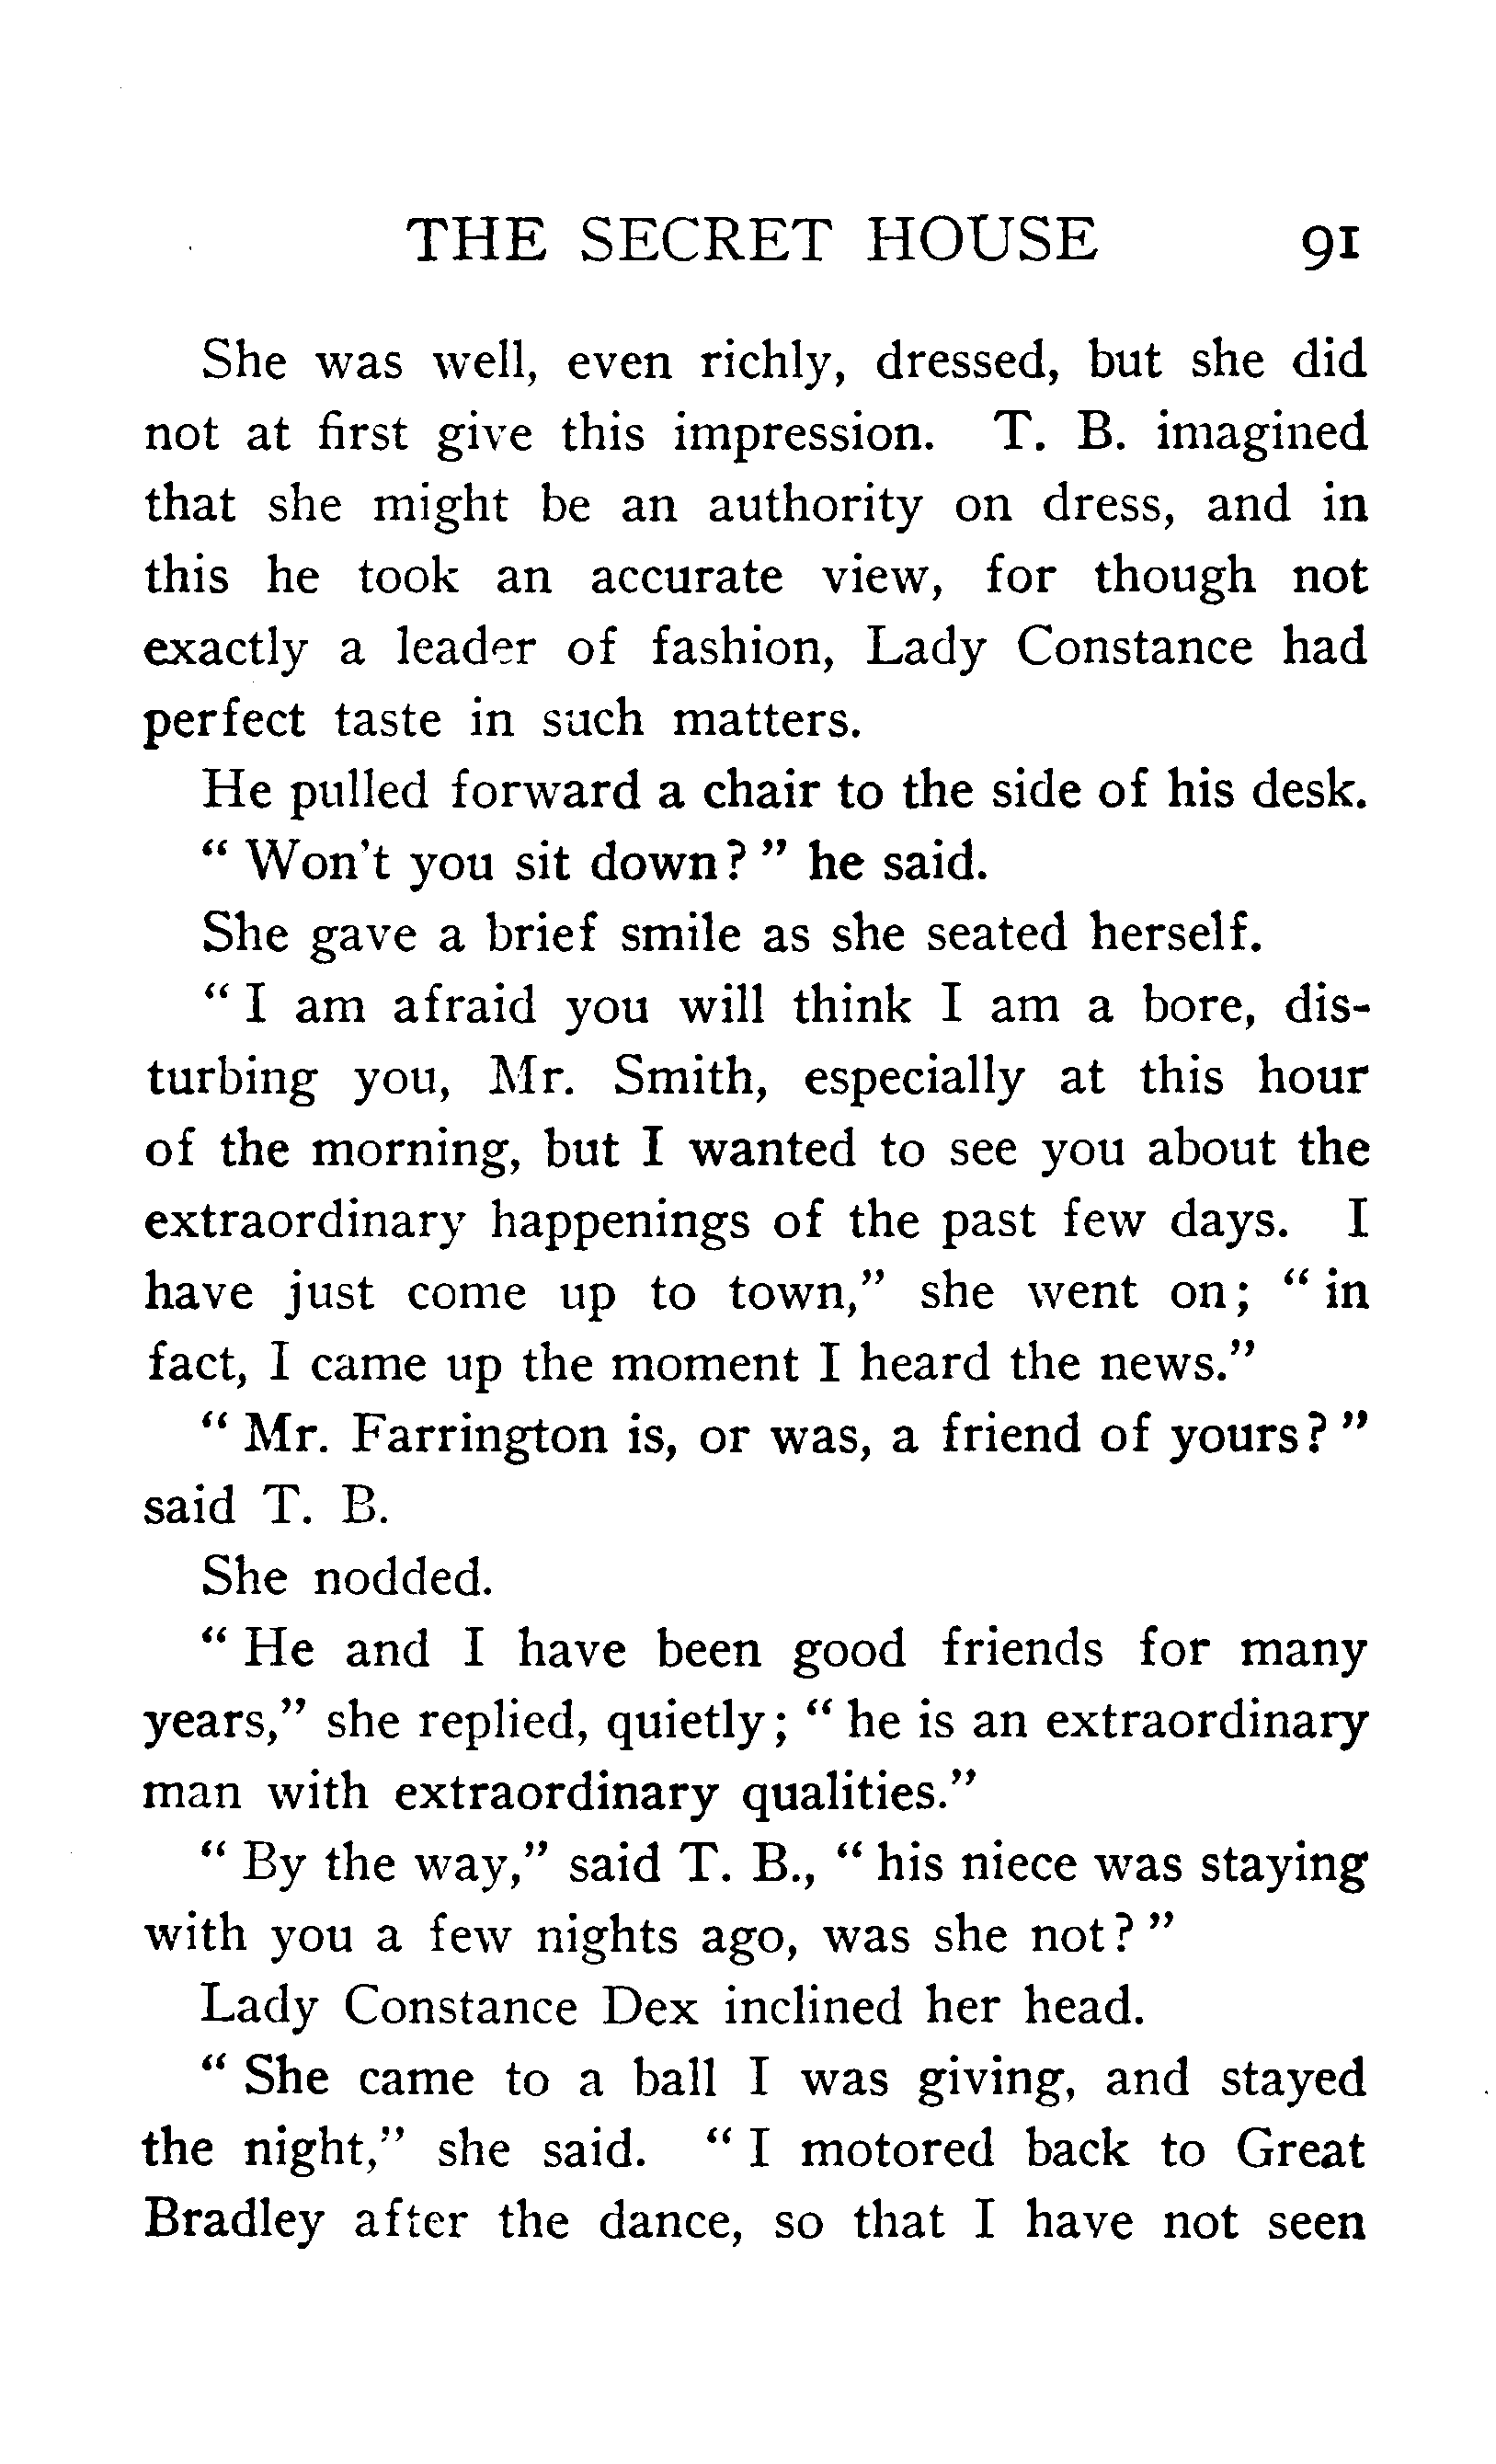 THE SECRET HOUSE 91
She was well, even richly, dressed, but she did
not at first give this impression. T. B. imagined
that she might be an authority on dress, and in
this he took an accurate view, for though not
exactly a leader of fashion, Lady Constance had
perfect taste in such matters.
He pulled forward a chair to the side of his desk.
“ Won’t you sit down? ” he said.
She gave a brief smile as she seated herself.
“ I am afraid you will think I am a bore, dis-
turbing you, Mr. Smith, especially at this hour
of the morning, but I wanted to see you about the
extraordinary happenings of the past few days. I
have just come up to town,” she went on; “ in
fact, I came up the moment I heard the news.”
“ Mr. Farrington is, or was, a friend of yours? ”
said T. B.
She nodded.
“ He and I have been good friends for many
years,” she replied, quietly; “ he is an extraordinary
man with extraordinary qualities.”
“ By the way,” said T. B., “ his niece was staying
with you a few nights ago, was she not? ”
Lady Constance Dex inclined her head.
“ She came to a ball I was giving, and stayed
the night,” she said. “ I motored back to Great
Bradley after the dance, so that I have not seen